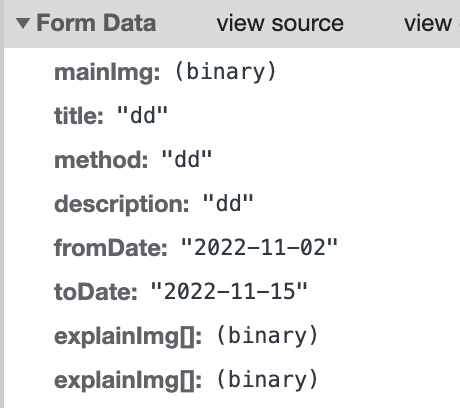 ▼ Form Data view source view
mainImg: (binary)
title: "dd"
method: "dd"
description: "dd"
fromDate: "2022-11-02"
toDate: "2022-11-15"
explainImg[]: (binary)
explainImg[]: (binary)